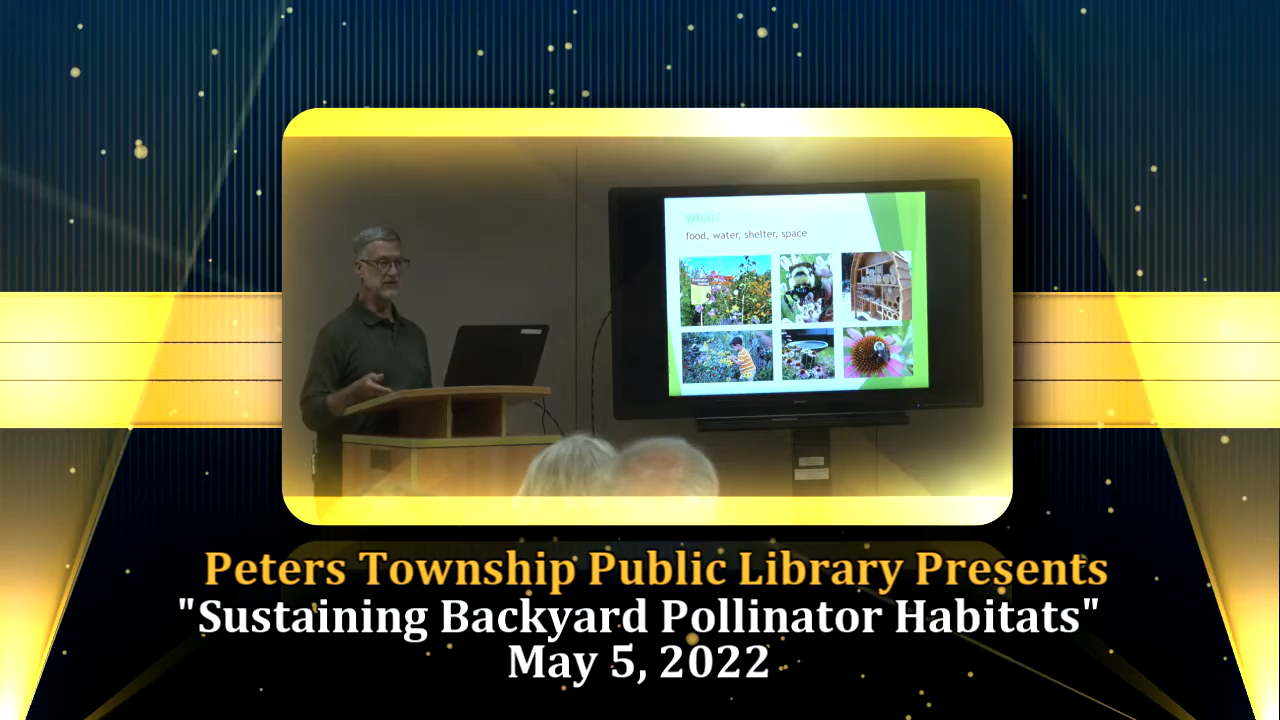 What?
food, water, shelter, space
Peters Township Public Library Presents
"Sustaining Backyard Pollinator Habitats"
May 5, 2022